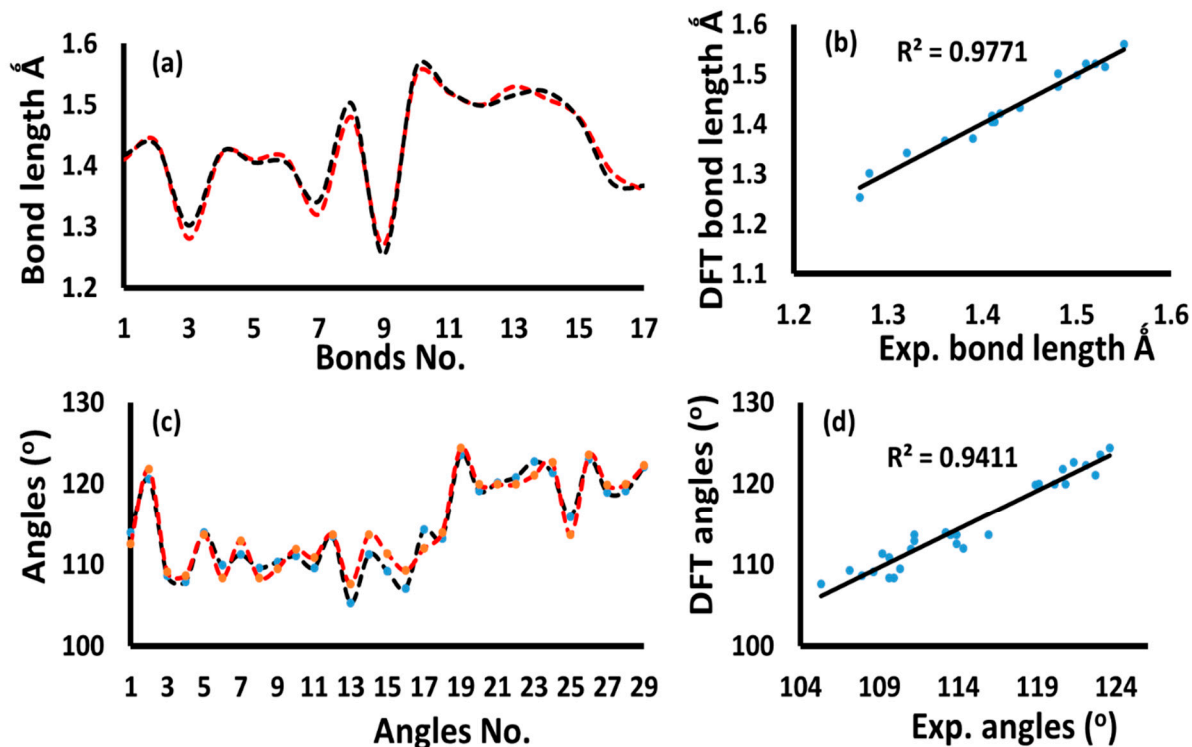 Bond length Ǻ
1.6
1.5
1.4
1.3
1.2
(a)
1 3 5 7 9 11 13 15 17
Bonds No.
DFT bond length Ǻ
1.6
1.5
1.4
1.3
1.2
1.1
(b)
R² = 0.9771
1.2 1.3 1.4 1.5 1.6
Exp. bond length Ǻ
Angles (º)
130
120
110
100
(c)
1 3 5 7 9 11 13 15 17 19 21 23 25 27 29
Angles No.
DFT angles (º)
130
120
110
100
(d)
R² = 0.9411
104 109 114 119 124
Exp. angles (º)